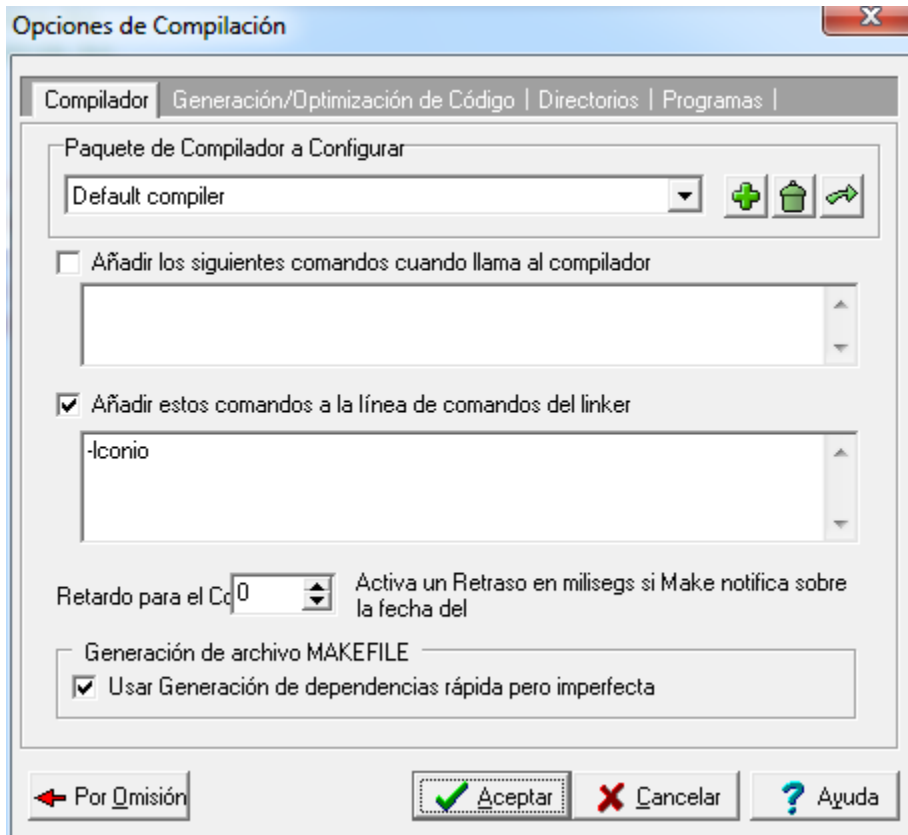 Opciones de Compilación
Compilador Generación/Optimización de Código | Directorios | Programas |
Paquete de Compilador a Configurar
Default compiler
Añadir los siguientes comandos cuando llama al compilador
Añadir estos comandos a la línea de comandos del linker
-lconio
Retardo para el Co 0 Activa un Retraso en milisegs si Make notifica sobre
la fecha del
Generación de archivo MAKEFILE
Usar Generación de dependencias rápida pero imperfecta
Por Omisión Aceptar Cancelar Ayuda